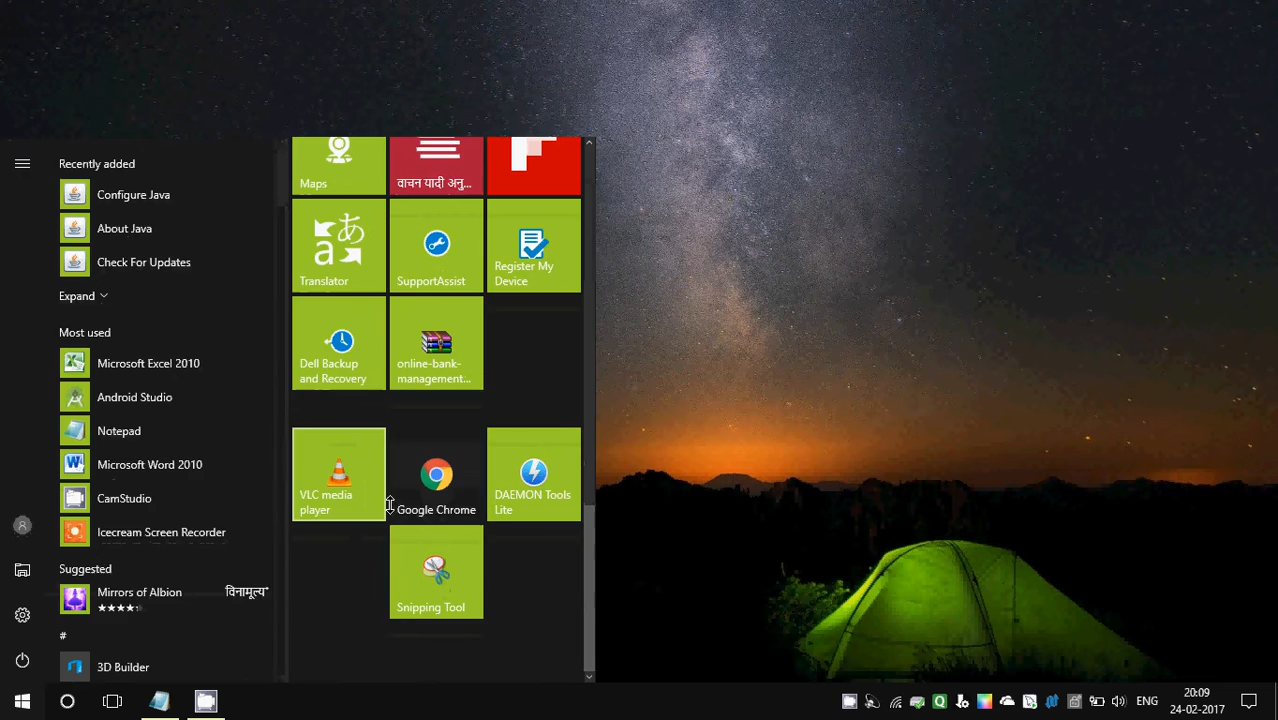 Recently added
Configure Java
About Java
Check For Updates
Expand
Most used
Microsoft Excel 2010
Android Studio
Notepad
Microsoft Word 2010
CamStudio
Icecream Screen Recorder
Suggested
Mirrors of Albion विनामूल्य*
#
3D Builder
Maps
वाचन यादी अनु...
Translator
SupportAssist
Register My
Device
Dell Backup
and Recovery
online-bank-
management...
VLC media
player
Google Chrome
DAEMON Tools
Lite
Snipping Tool
ENG
20:09
24-02-2017